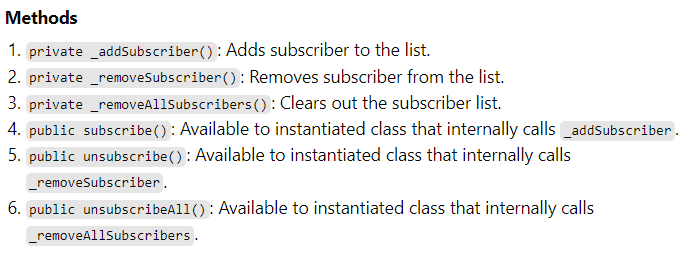 Methods
1. private _addSubscriber(): Adds subscriber to the list.
2. private _removeSubscriber(): Removes subscriber from the list.
3. private _removeAllSubscribers(): Clears out the subscriber list.
4. public subscribe(): Available to instantiated class that internally calls _addSubscriber.
5. public unsubscribe(): Available to instantiated class that internally calls
_removeSubscriber.
6. public unsubscribeAll(): Available to instantiated class that internally calls
_removeAllSubscribers.